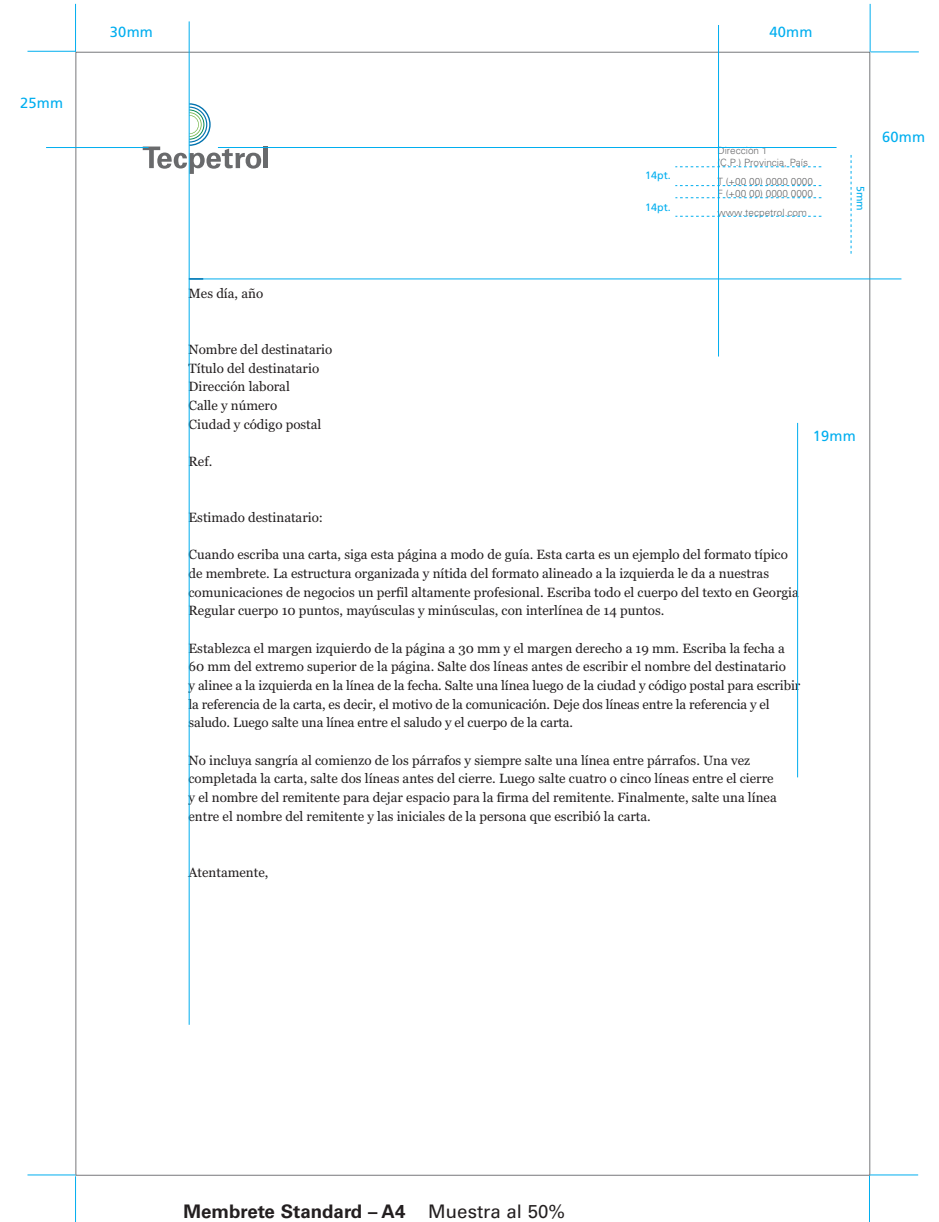 30mm
40mm
25mm
60mm
Tecpetrol
Dirección 1
(C.P.) Provincia, País
14pt.
T (+00 00) 0000 0000
F (+00 00) 0000 0000
5mm
14pt.
www.tecpetrol.com
Mes día, año
Nombre del destinatario
Título del destinatario
Dirección laboral
Calle y número
Ciudad y código postal
19mm
Ref.
Estimado destinatario:
Cuando escriba una carta, siga esta página a modo de guía. Esta carta es un ejemplo del formato típico
de membrete. La estructura organizada y nítida del formato alineado a la izquierda le da a nuestras
comunicaciones de negocios un perfil altamente profesional. Escriba todo el cuerpo del texto en Georgia
Regular cuerpo 10 puntos, mayúsculas y minúsculas, con interlínea de 14 puntos.
Establezca el margen izquierdo de la página a 30 mm y el margen derecho a 19 mm. Escriba la fecha a
60 mm del extremo superior de la página. Salte dos líneas antes de escribir el nombre del destinatario
y alinee a la izquierda en la línea de la fecha. Salte una línea luego de la ciudad y código postal para escribir
la referencia de la carta, es decir, el motivo de la comunicación. Deje dos líneas entre la referencia y el
saludo. Luego salte una línea entre el saludo y el cuerpo de la carta.
No incluya sangría al comienzo de los párrafos y siempre salte una línea entre párrafos. Una vez
completada la carta, salte dos líneas antes del cierre. Luego salte cuatro o cinco líneas entre el cierre
y el nombre del remitente para dejar espacio para la firma del remitente. Finalmente, salte una línea
entre el nombre del remitente y las iniciales de la persona que escribió la carta.
Atentamente,
Membrete Standard – A4 Muestra al 50%